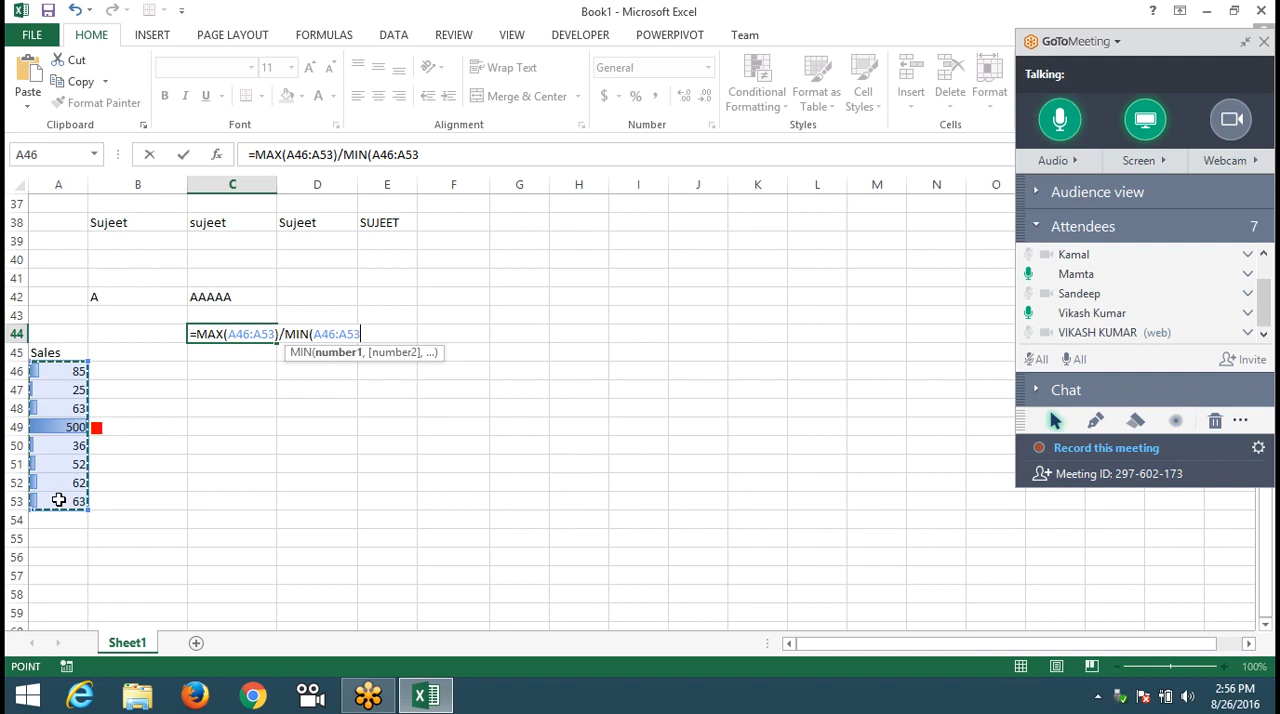 Book1 - Microsoft Excel
FILE HOME INSERT PAGE LAYOUT FORMULAS DATA REVIEW VIEW DEVELOPER POWERPIVOT Team
Paste
Cut
Copy
Format Painter
Clipboard
11
B I U
Font
Wrap Text
Merge & Center
Alignment
General
$ % ,
Number
Conditional Formatting
Format as Table
Cell Styles
Styles
Insert Delete Format
Cells
A46 =MAX(A46:A53)/MIN(A46:A53
A B C D E F G H I J K L M N O
37
38 Sujeet sujeet Sujeet SUJEET
39
40
41
42 A AAAAA
43
44 =MAX(A46:A53)/MIN(A46:A53
MIN(number1, [number2], ...)
45 Sales
46 85
47 25
48 63
49 500
50 36
51 52
52 62
53 63
54
55
56
57
58
59
Sheet1
POINT
100%
GoToMeeting
Talking:
Audio Screen Webcam
Audience view
Attendees 7
Kamal
Mamta
Sandeep
Vikash Kumar
VIKASH KUMAR (web)
All All Invite
Chat
Record this meeting
Meeting ID: 297-602-173
2:56 PM
8/26/2016